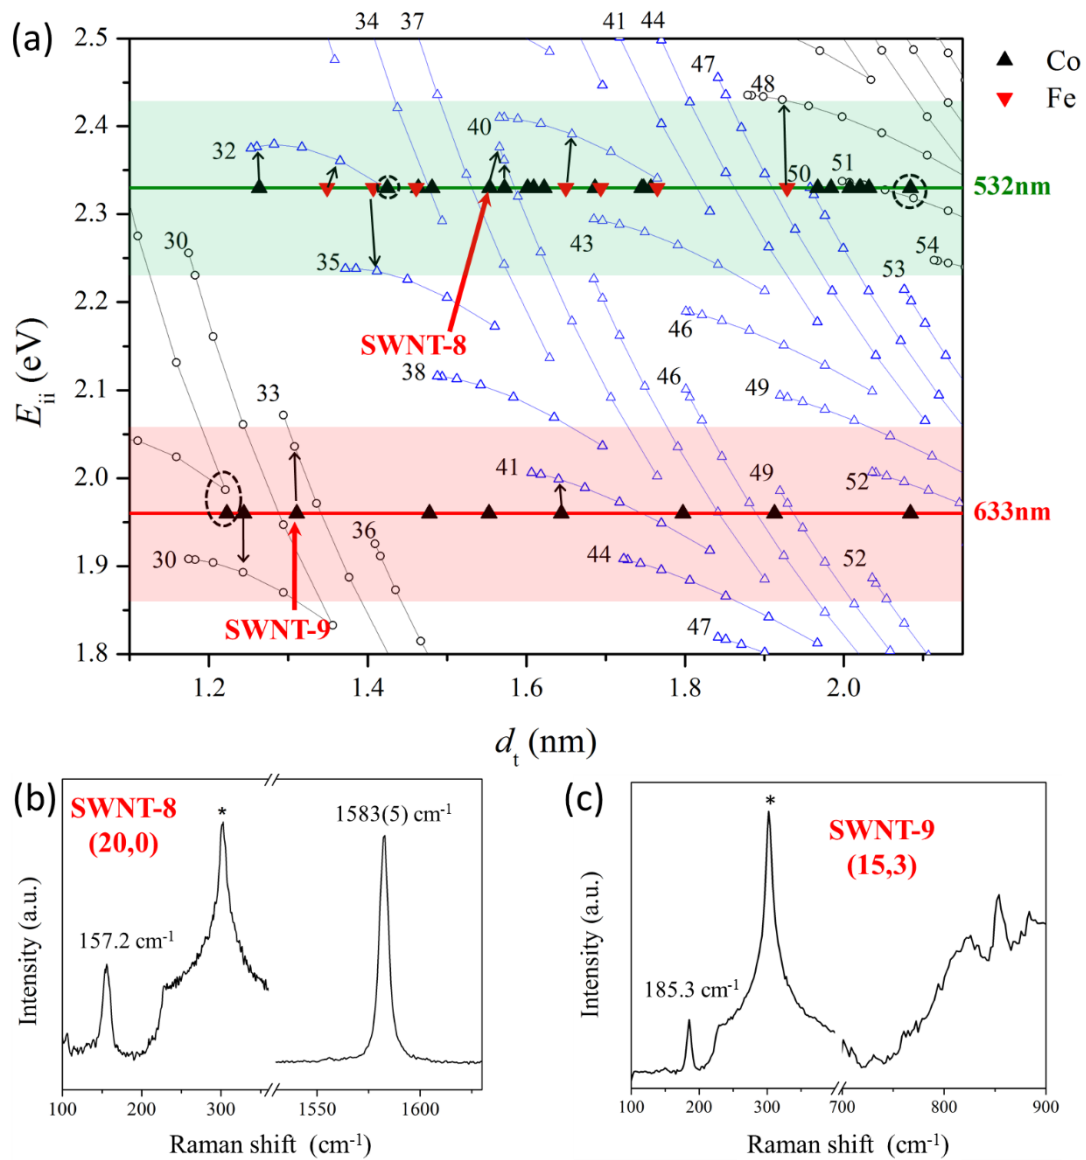 (a)
34 37 41 44
2.5
2.4
2.3
2.2
2.1
2.0
1.9
1.8
E_ii (eV)
Co
Fe
47
48
32
40
50
51
532nm
30
35
43
54
53
SWNT-8
46
38
33
46
49
41
49
52
633nm
36
30
44
52
SWNT-9
47
1.2 1.4 1.6 1.8 2.0
d_t (nm)
(b)
SWNT-8
(20,0)
*
1583(5) cm⁻¹
157.2 cm⁻¹
Intensity (a.u.)
100 200 300 1550 1600
Raman shift (cm⁻¹)
(c)
*
SWNT-9
(15,3)
185.3 cm⁻¹
Intensity (a.u.)
100 200 300 700 800 900
Raman shift (cm⁻¹)